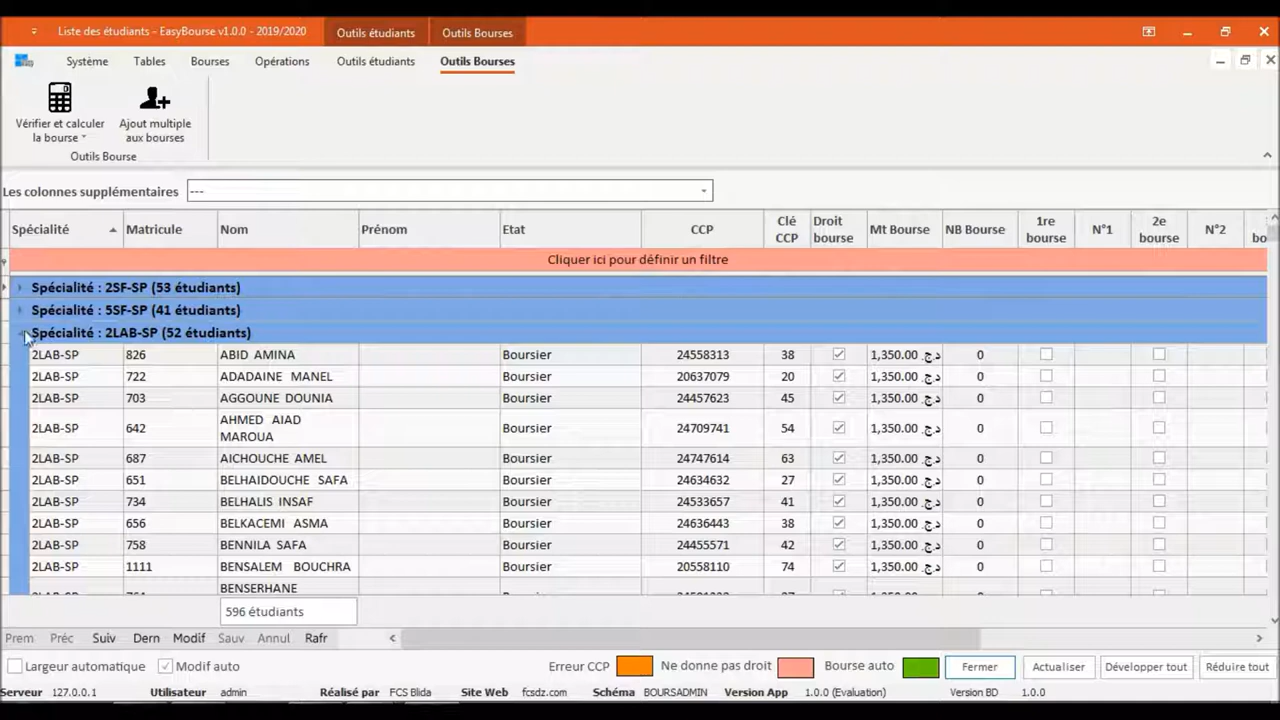 Liste des étudiants - EasyBourse v1.0.0 - 2019/2020
Outils étudiants
Outils Bourses
Système
Tables
Bourses
Opérations
Outils étudiants
Outils Bourses
Vérifier et calculer
la bourse
Ajout multiple
aux bourses
Outils Bourse
Les colonnes supplémentaires ---
Spécialité Matricule Nom Prénom Etat CCP Clé CCP Droit bourse Mt Bourse NB Bourse 1re bourse N°1 2e bourse N°2
Cliquer ici pour définir un filtre
Spécialité : 2SF-SP (53 étudiants)
Spécialité : 5SF-SP (41 étudiants)
Spécialité : 2LAB-SP (52 étudiants)
2LAB-SP 826 ABID AMINA Boursier 24558313 38 1,350.00 د.ج. 0
2LAB-SP 722 ADADAINE MANEL Boursier 20637079 20 1,350.00 د.ج. 0
2LAB-SP 703 AGGOUNE DOUNIA Boursier 24457623 45 1,350.00 د.ج. 0
2LAB-SP 642 AHMED AIAD MAROUA Boursier 24709741 54 1,350.00 د.ج. 0
2LAB-SP 687 AICHOUCHE AMEL Boursier 24747614 63 1,350.00 د.ج. 0
2LAB-SP 651 BELHAIDOUCHE SAFA Boursier 24634632 27 1,350.00 د.ج. 0
2LAB-SP 734 BELHALIS INSAF Boursier 24533657 41 1,350.00 د.ج. 0
2LAB-SP 656 BELKACEMI ASMA Boursier 24636443 38 1,350.00 د.ج. 0
2LAB-SP 758 BENNILA SAFA Boursier 24455571 42 1,350.00 د.ج. 0
2LAB-SP 1111 BENSALEM BOUCHRA Boursier 20558110 74 1,350.00 د.ج. 0
BENSERHANE
596 étudiants
Prem Préc Suiv Dern Modif Sauv Annul Rafr
Largeur automatique Modif auto Erreur CCP Ne donne pas droit Bourse auto Fermer Actualiser Développer tout Réduire tout
Serveur 127.0.0.1 Utilisateur admin Réalisé par FCS Blida Site Web fcsdz.com Schéma BOURSADMIN Version App 1.0.0 (Evaluation) Version BD 1.0.0